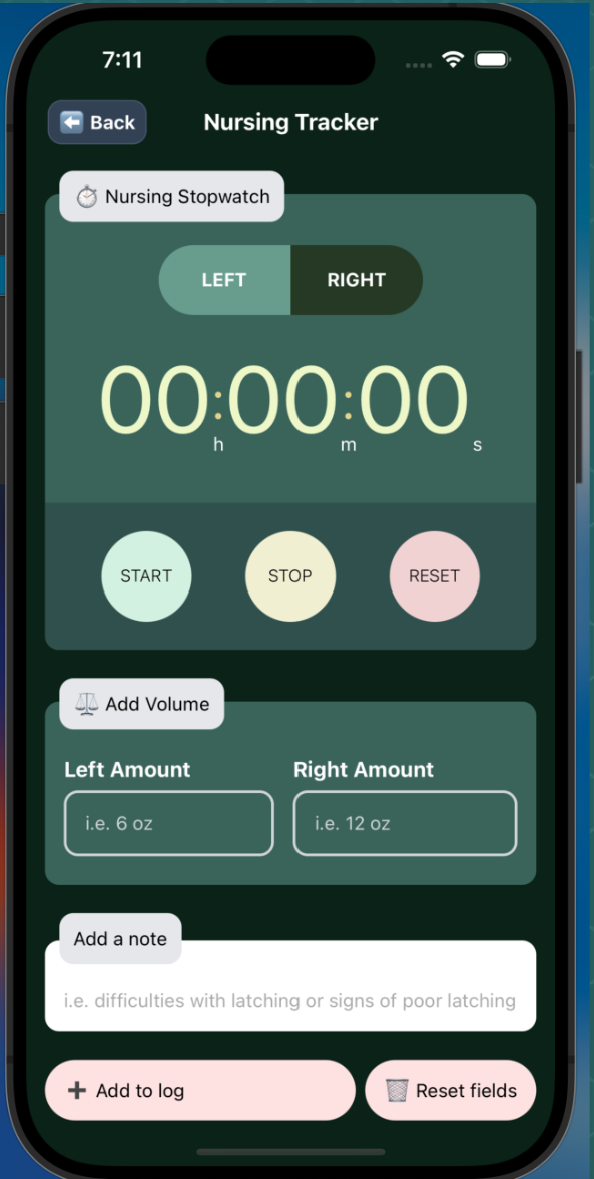 7:11
Back
Nursing Tracker
Nursing Stopwatch
LEFT RIGHT
00:00:00
h m s
START STOP RESET
Add Volume
Left Amount Right Amount
i.e. 6 oz i.e. 12 oz
Add a note
i.e. difficulties with latching or signs of poor latching
Add to log Reset fields